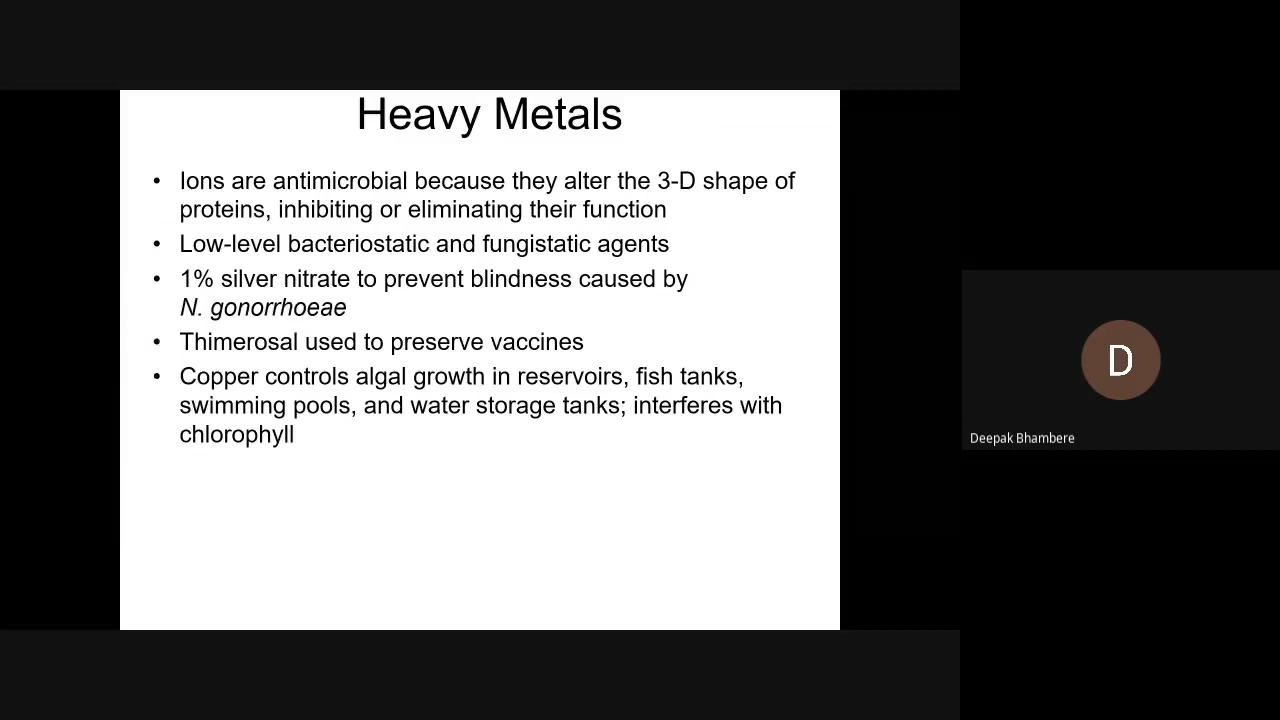 Heavy Metals
• Ions are antimicrobial because they alter the 3-D shape of
proteins, inhibiting or eliminating their function
• Low-level bacteriostatic and fungistatic agents
• 1% silver nitrate to prevent blindness caused by
N. gonorrhoeae
• Thimerosal used to preserve vaccines
• Copper controls algal growth in reservoirs, fish tanks,
swimming pools, and water storage tanks; interferes with
chlorophyll
D
Deepak Bhambere